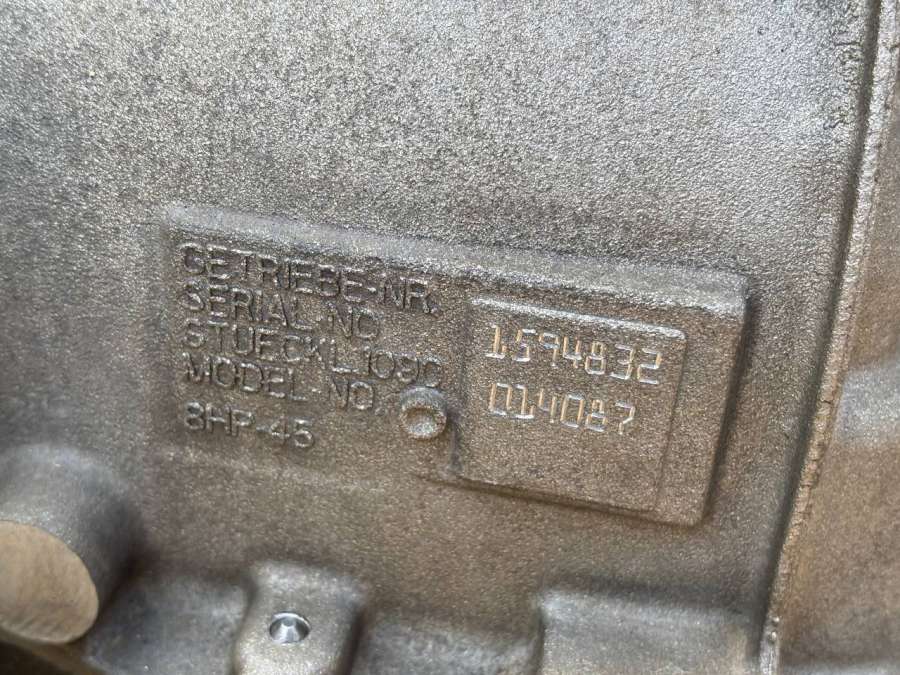 GETRIEBE-NR.
SERIAL NO
STUECKL.1090
MODEL NO.
8HP-45
1594832
014087